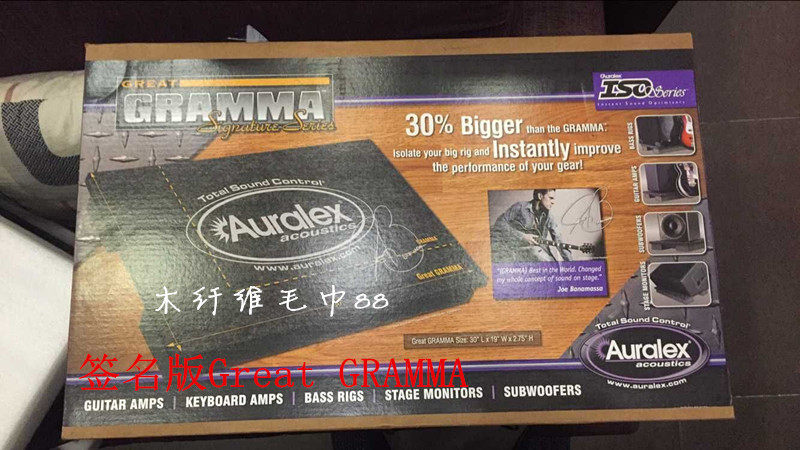 GREAT
GRAMMA
Signature Series
Auralex
ISO Series
Instant Sound Optimizers
30% Bigger than the GRAMMA.
Isolate your big rig and Instantly improve
the performance of your gear!
BASS RIGS
GUITAR AMPS
SUBWOOFERS
STAGE MONITORS
Total Sound Control®
Auralex
acoustics
www.auralex.com
GRAMMA
Great GRAMMA
"(GRAMMA) Best in the World. Changed
my whole concept of sound on stage."
Joe Bonamassa
木纤维毛巾88
Great GRAMMA Size: 30" L x 19" W x 2.75" H
Total Sound Control®
Auralex
acoustics
www.auralex.com
签名版Great GRAMMA
GUITAR AMPS | KEYBOARD AMPS | BASS RIGS | STAGE MONITORS | SUBWOOFERS